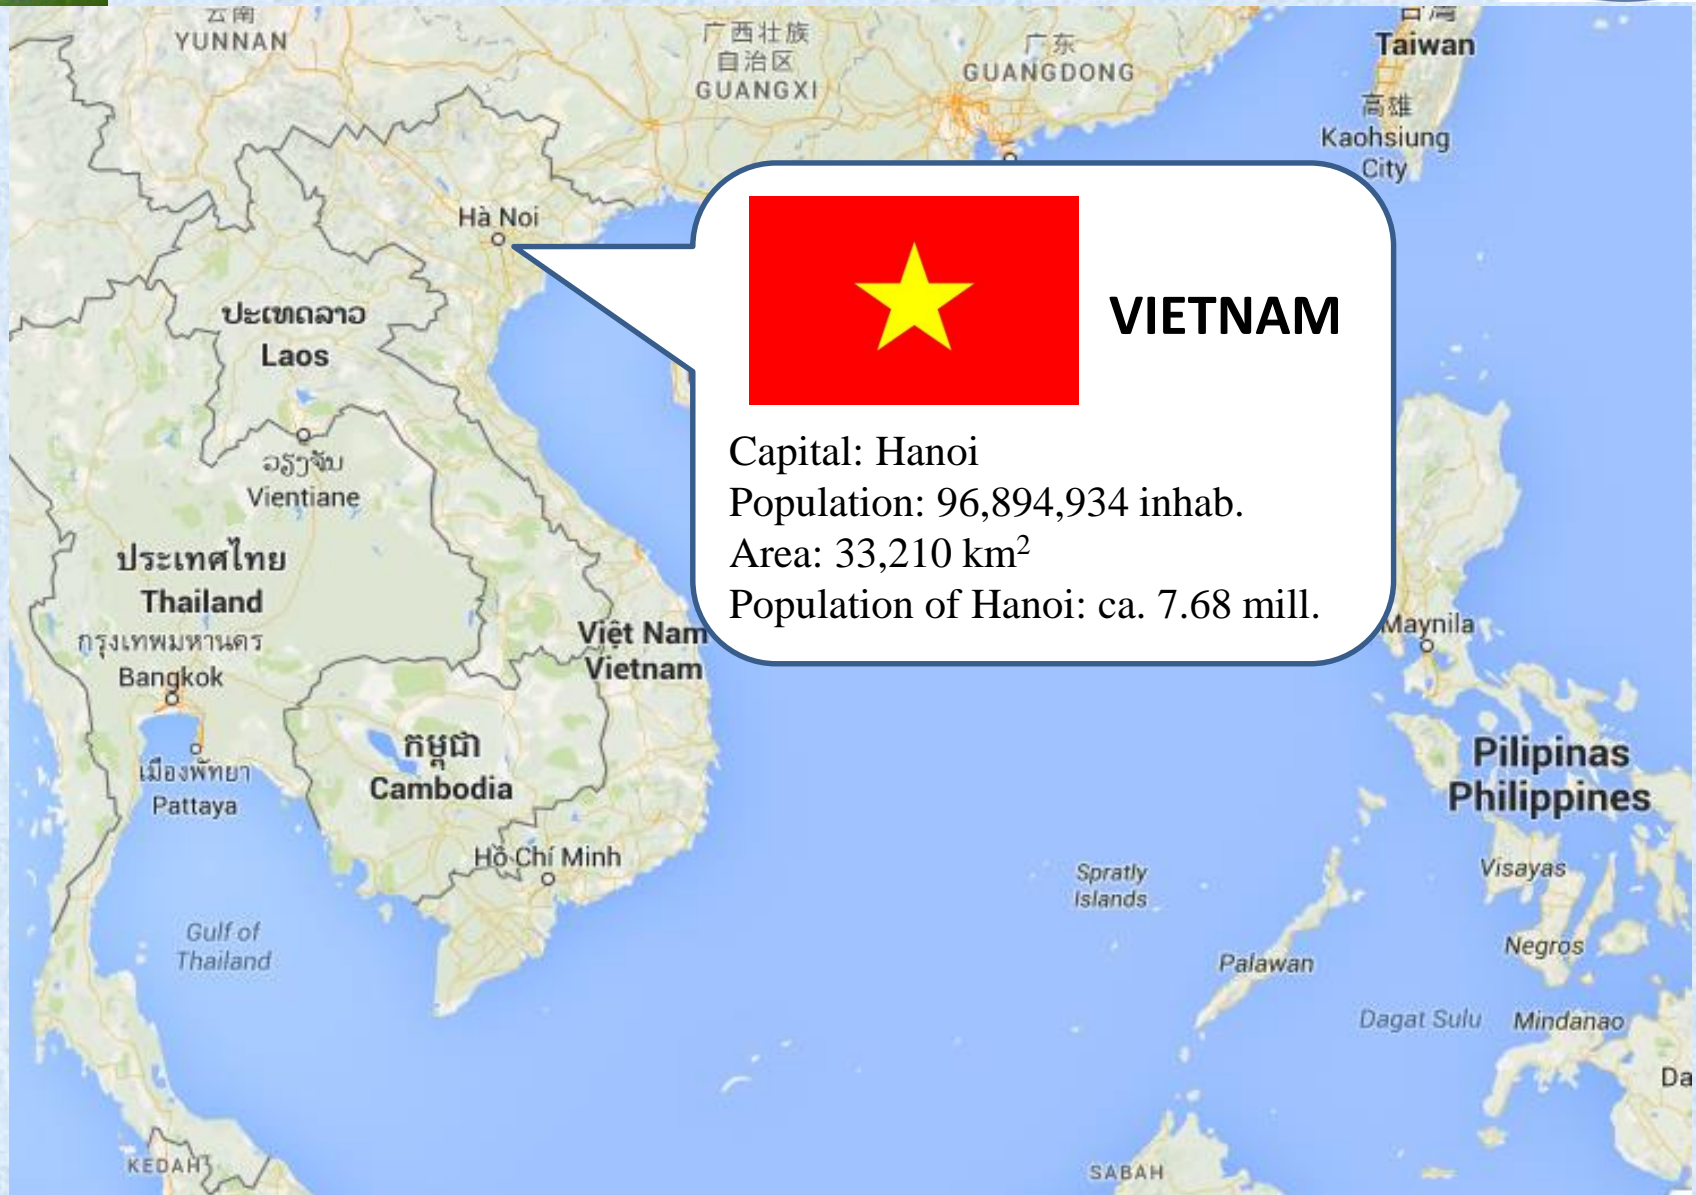 云南
YUNNAN
广西壮族
自治区
GUANGXI
广东
GUANGDONG
台湾
Taiwan
高雄
Kaohsiung
City
Hà Noi
VIETNAM
ປະເທດລາວ
Laos
Capital: Hanoi
Population: 96,894,934 inhab.
Area: 33,210 km²
Population of Hanoi: ca. 7.68 mill.
ວຽງຈັນ
Vientiane
ประเทศไทย
Thailand
กรุงเทพมหานคร
Bangkok
Việt Nam
Vietnam
Maynila
เมืองพัทยา
Pattaya
កម្ពុជា
Cambodia
Pilipinas
Philippines
Hồ Chí Minh
Spratly
Islands
Visayas
Gulf of
Thailand
Palawan
Negros
Dagat Sulu
Mindanao
Da
KEDAH
SABAH